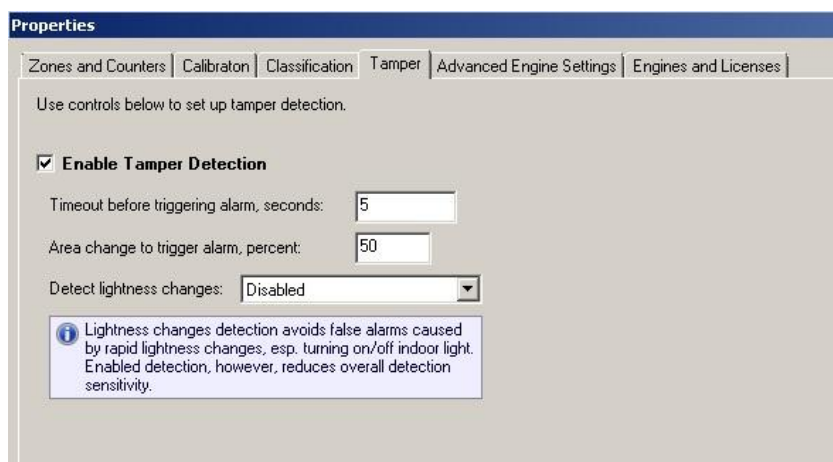 Properties
Zones and Counters Calibraton Classification Tamper Advanced Engine Settings Engines and Licenses
Use controls below to set up tamper detection.
Enable Tamper Detection
Timeout before triggering alarm, seconds: 5
Area change to trigger alarm, percent: 50
Detect lightness changes: Disabled
Lightness changes detection avoids false alarms caused
by rapid lightness changes, esp. turning on/off indoor light.
Enabled detection, however, reduces overall detection
sensitivity.